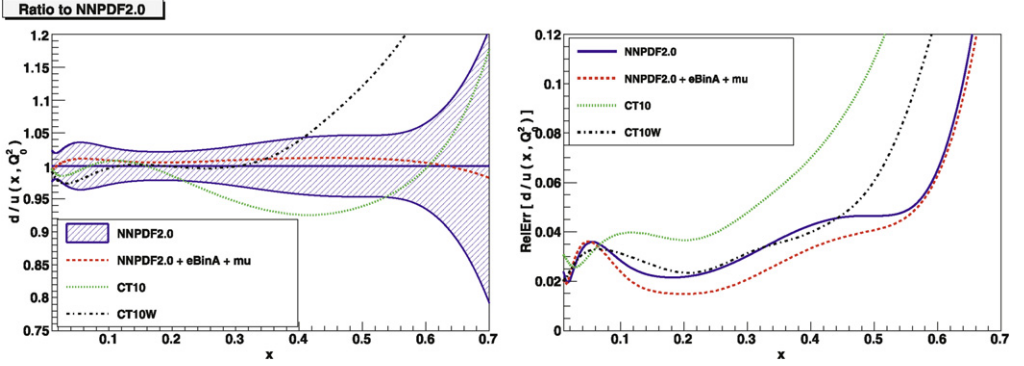 Ratio to NNPDF2.0
d / u ( x , Q² )
1.2
1.15
1.1
1.05
1
0.95
0.9
0.85
0.8
0.75
NNPDF2.0
NNPDF2.0 + eBinA + mu
CT10
CT10W
0.1 0.2 0.3 0.4 0.5 0.6 0.7
x
RelErr [ d / u ( x , Q² ) ]
0.12
0.1
0.08
0.06
0.04
0.02
0
NNPDF2.0
NNPDF2.0 + eBinA + mu
CT10
CT10W
0.1 0.2 0.3 0.4 0.5 0.6 0.7
x